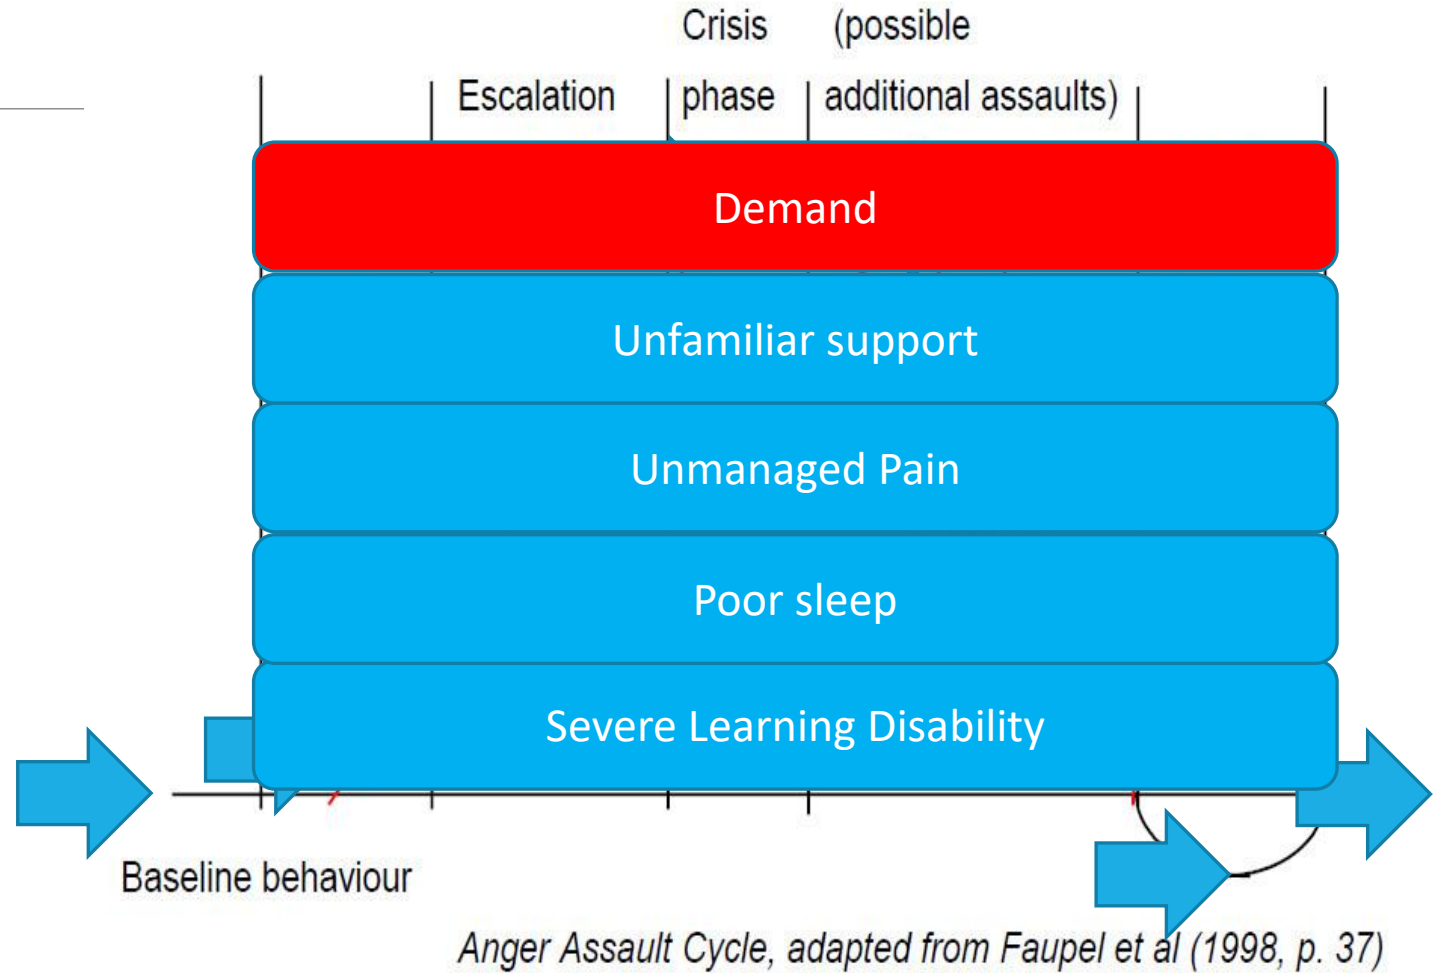 Crisis (possible
Escalation phase additional assaults)
Demand
Unfamiliar support
Unmanaged Pain
Poor sleep
Severe Learning Disability
Baseline behaviour
Anger Assault Cycle, adapted from Faupel et al (1998, p. 37)